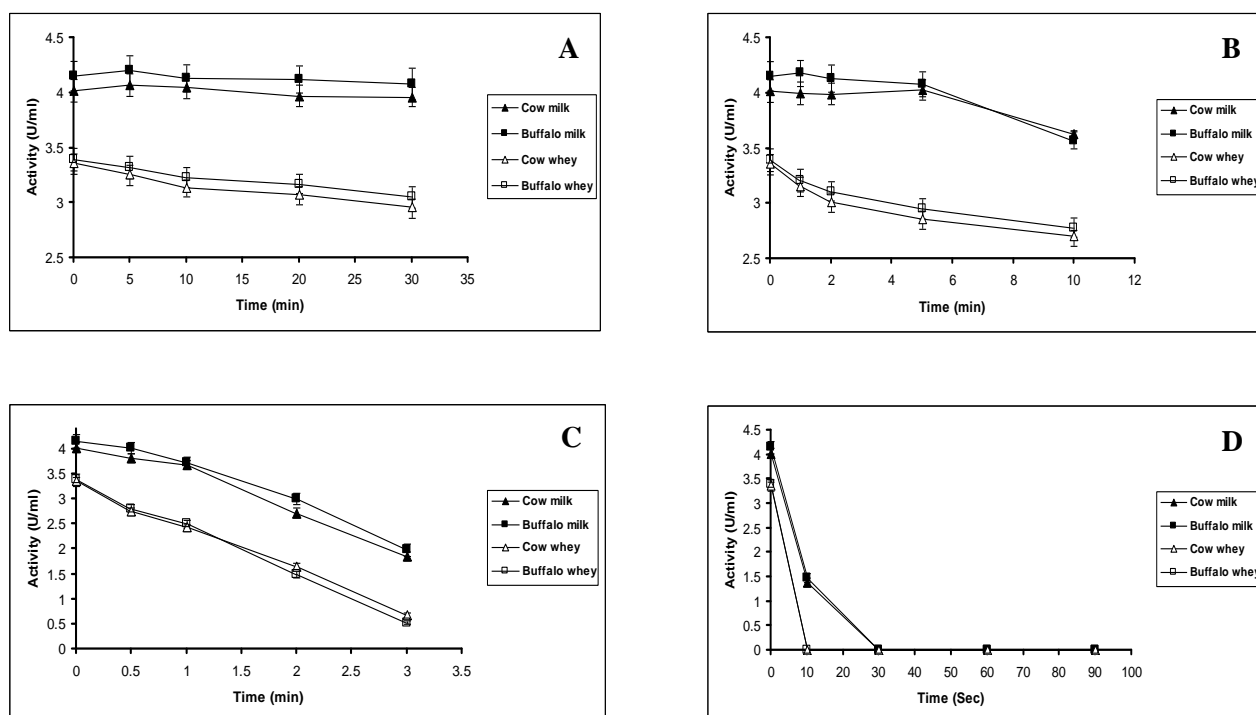 A
4.5
4
3.5
3
2.5
Activity (U/ml)
0 5 10 15 20 25 30 35
Time (min)
Cow milk
Buffalo milk
Cow whey
Buffalo whey
B
4.5
4
3.5
3
2.5
Activity (U/ml)
0 2 4 6 8 10 12
Time (min)
Cow milk
Buffalo milk
Cow whey
Buffalo whey
C
4
3.5
3
2.5
2
1.5
1
0.5
0
Activity (U/ml)
0 0.5 1 1.5 2 2.5 3 3.5
Time (min)
Cow milk
Buffalo milk
Cow whey
Buffalo whey
D
4.5
4
3.5
3
2.5
2
1.5
1
0.5
0
Activity (U/ml)
0 10 20 30 40 50 60 70 80 90 100
Time (Sec)
Cow milk
Buffalo milk
Cow whey
Buffalo whey